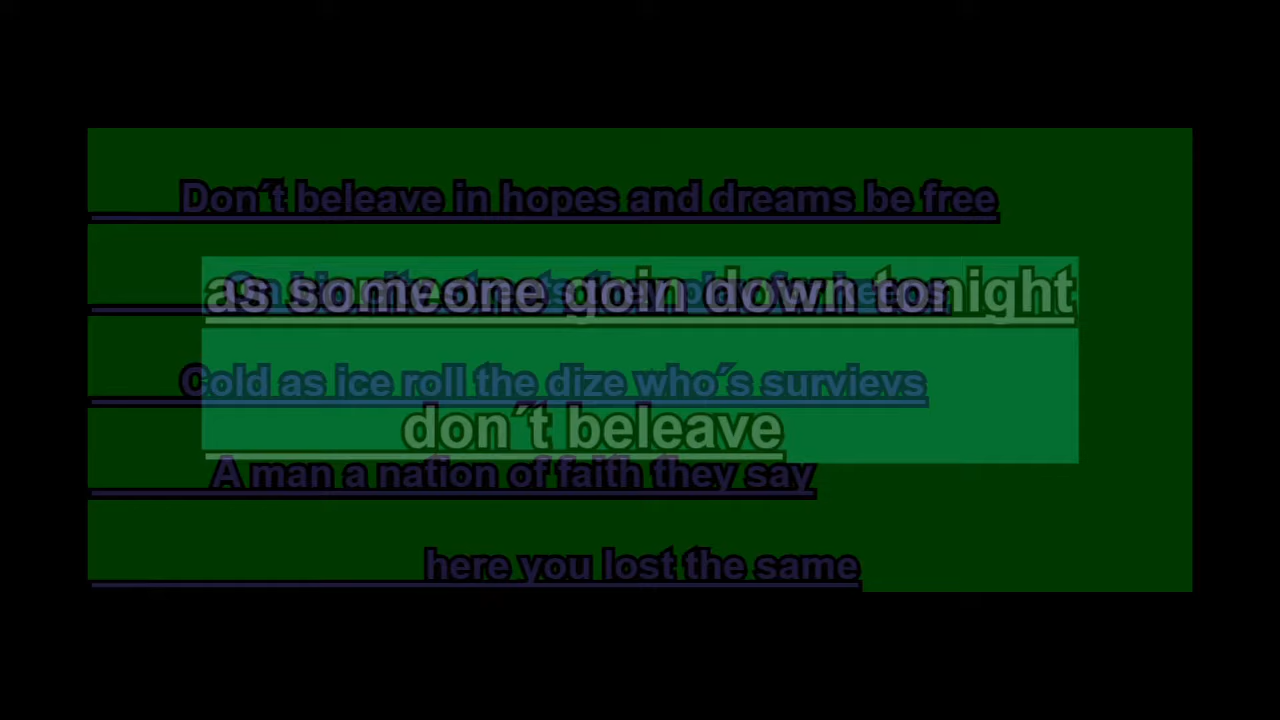 Don´t beleave in hopes and dreams be free
as someone goin down tonight
Cold as ice roll the dize who´s survievs
don´t beleave
A man a nation of faith they say
here you lost the same